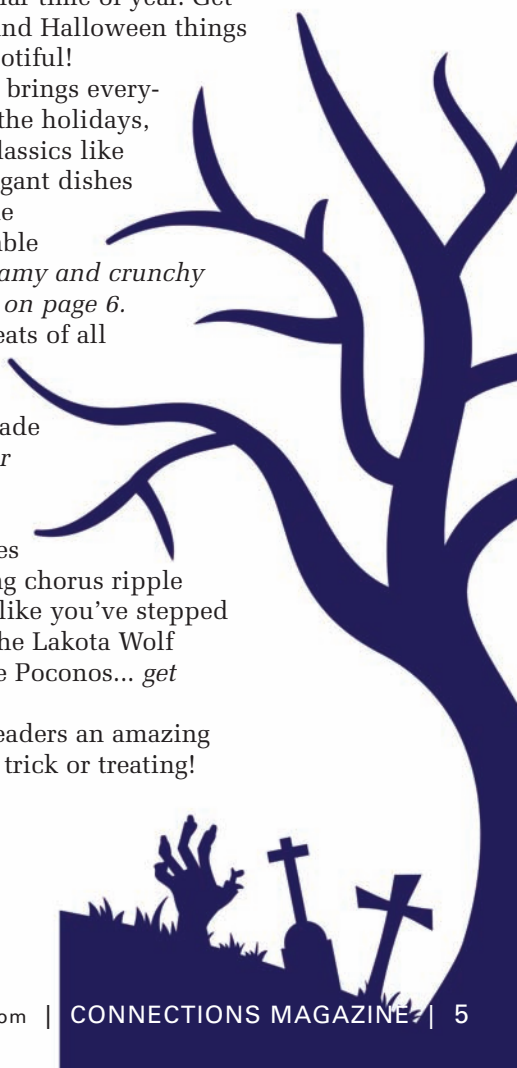 lar time of year. Get
nd Halloween things
otiful!
brings every-
the holidays,
lassics like
gant dishes
e
ble
amy and crunchy
on page 6.
eats of all
ade
r
es
ng chorus ripple
like you’ve stepped
he Lakota Wolf
e Poconos... get
eaders an amazing
trick or treating!
om | CONNECTIONS MAGAZINE | 5